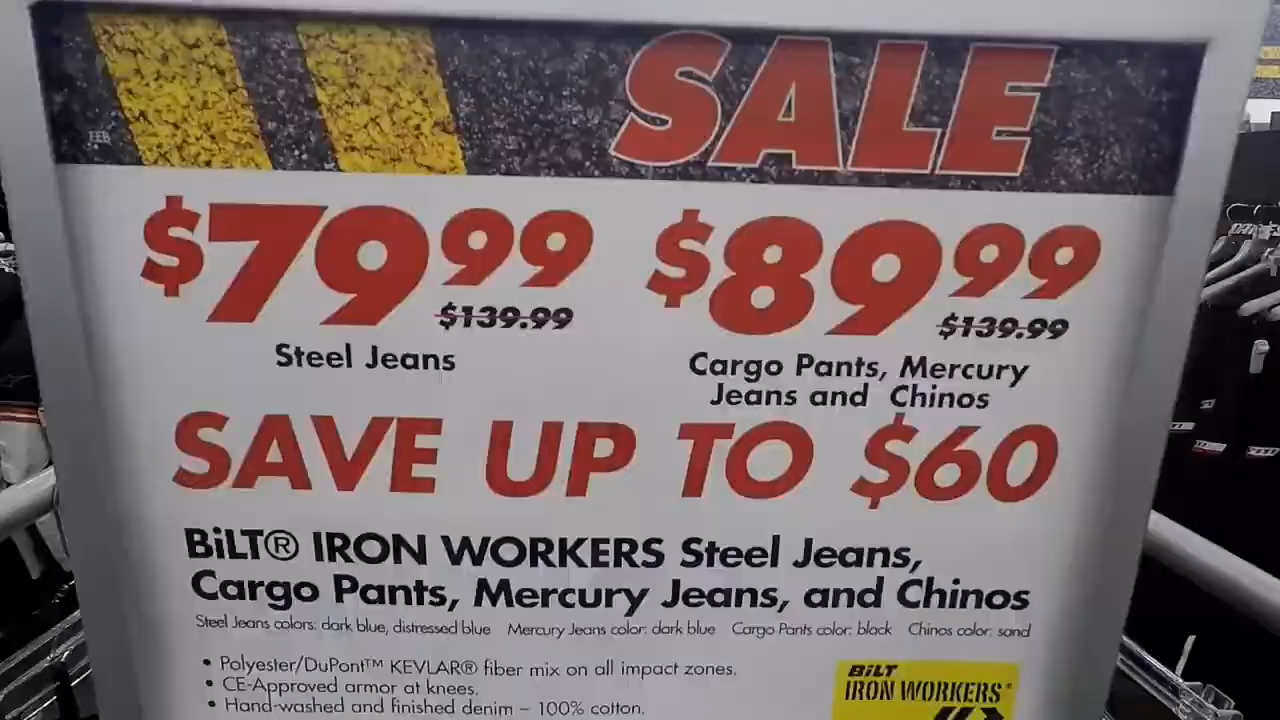 FEB
SALE
$79.99 $89.99
$139.99 $139.99
Steel Jeans
Cargo Pants, Mercury
Jeans and Chinos
SAVE UP TO $60
BiLT® IRON WORKERS Steel Jeans,
Cargo Pants, Mercury Jeans, and Chinos
Steel Jeans colors: dark blue, distressed blue Mercury Jeans color: dark blue Cargo Pants color: black Chinos color: sand
• Polyester/DuPont™ KEVLAR® fiber mix on all impact zones.
• CE-Approved armor at knees.
• Hand-washed and finished denim – 100% cotton.
BiLT
IRON WORKERS